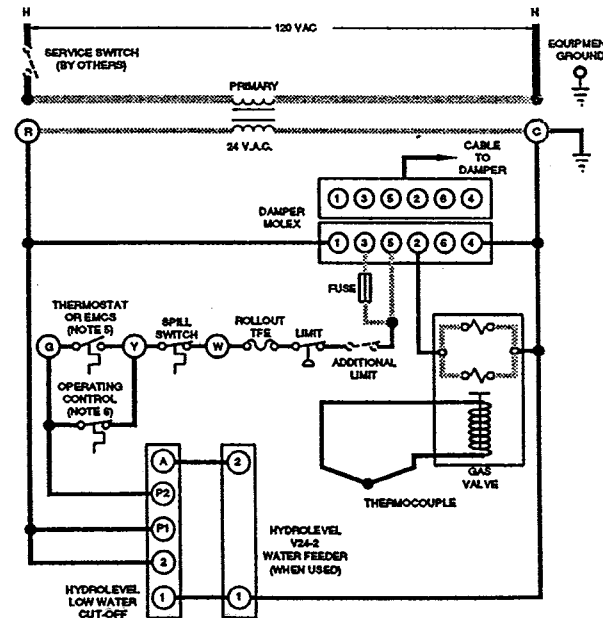 H
120 VAC
H
SERVICE SWITCH
(BY OTHERS)
EQUIPMEN
GROUND
PRIMARY
R
24 V.A.C.
C
CABLE
TO
DAMPER
1 3 5 2 6 4
DAMPER
MOLEX
1 3 5 2 6 4
FUSE
THERMOSTAT
OR EMCS
(NOTE 5)
SPILL
SWITCH
ROLLOUT
TFE
LIMIT
G
Y
W
ADDITIONAL
LIMIT
OPERATING
CONTROL
(NOTE 6)
A
2
P2
GAS
VALVE
THERMOCOUPLE
P1
HYDROLEVEL
V24-2
WATER FEEDER
(WHEN USED)
2
HYDROLEVEL
LOW WATER
CUT-OFF
1
1